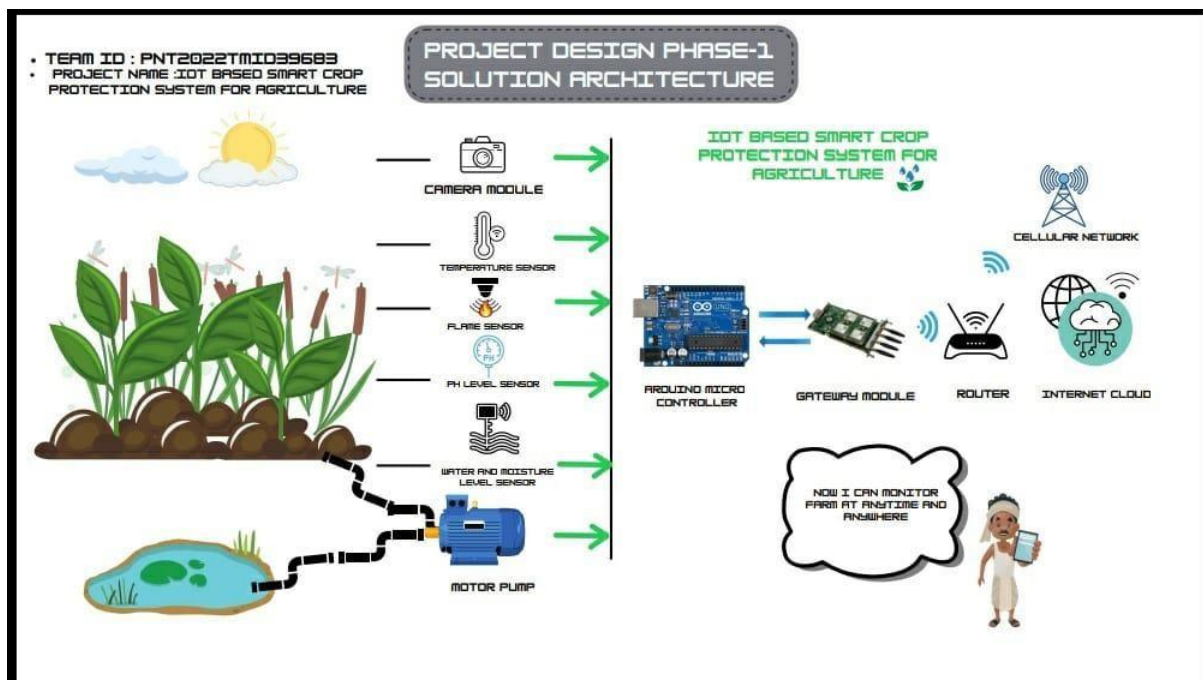 • TEAM ID : PNT2022TMID39683
• PROJECT NAME :IOT BASED SMART CROP
PROTECTION SYSTEM FOR AGRICULTURE
PROJECT DESIGN PHASE-1
SOLUTION ARCHITECTURE
CAMERA MODULE
TEMPERATURE SENSOR
FLAME SENSOR
PH
PH LEVEL SENSOR
WATER AND MOISTURE
LEVEL SENSOR
MOTOR PUMP
IOT BASED SMART CROP
PROTECTION SYSTEM FOR
AGRICULTURE
UNO
ARDUINO
ARDUINO MICRO
CONTROLLER
GATEWAY MODULE
ROUTER
CELLULAR NETWORK
INTERNET CLOUD
NOW I CAN MONITOR
FARM AT ANYTIME AND
ANYWHERE